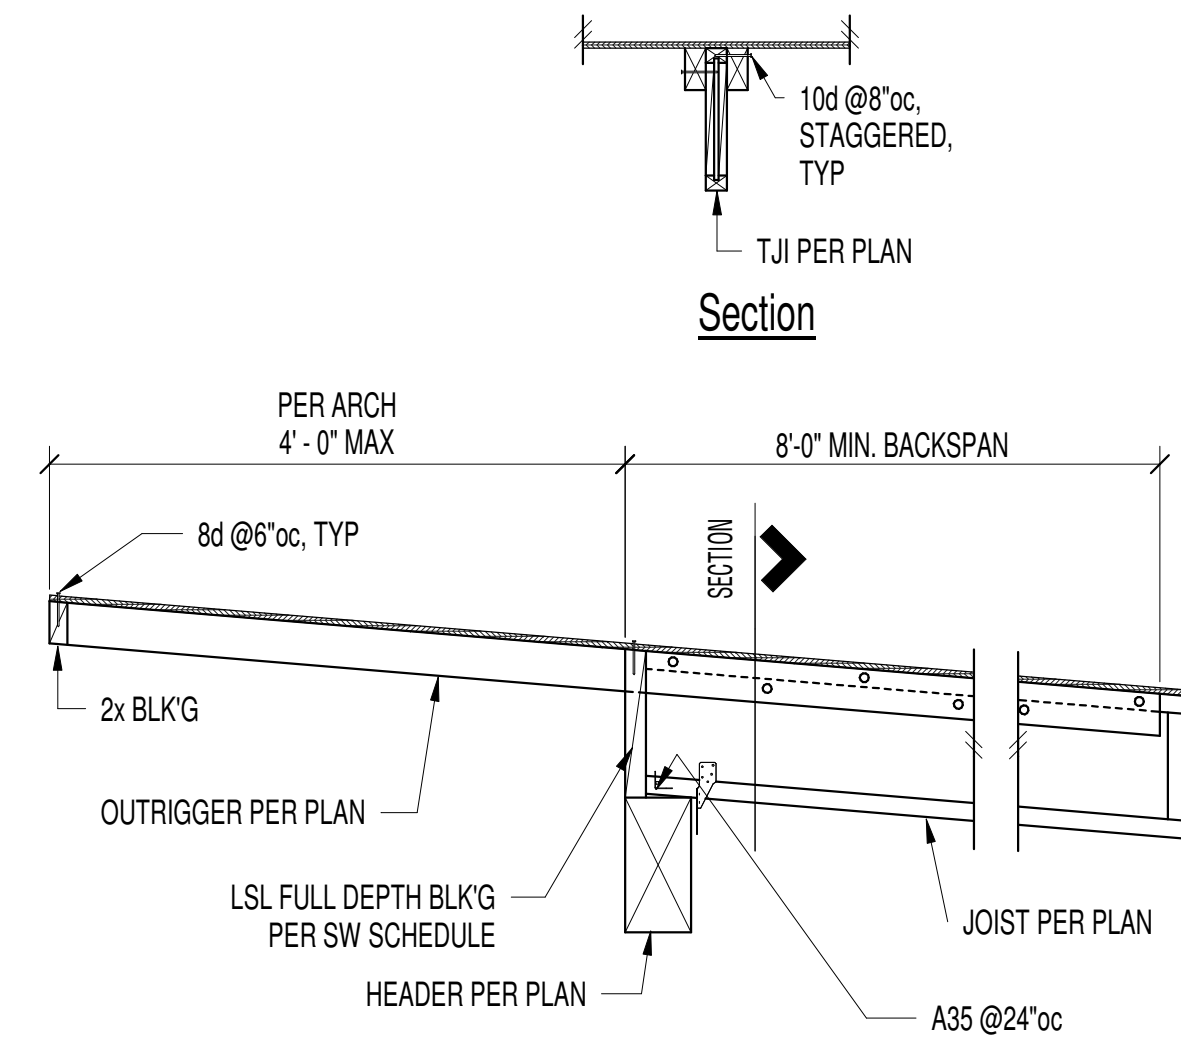 10d @8"oc,
STAGGERED,
TYP
TJI PER PLAN
Section
PER ARCH
4' - 0" MAX
8'-0" MIN. BACKSPAN
8d @6"oc, TYP
SECTION
2x BLK'G
OUTRIGGER PER PLAN
LSL FULL DEPTH BLK'G
PER SW SCHEDULE
JOIST PER PLAN
HEADER PER PLAN
A35 @24"oc